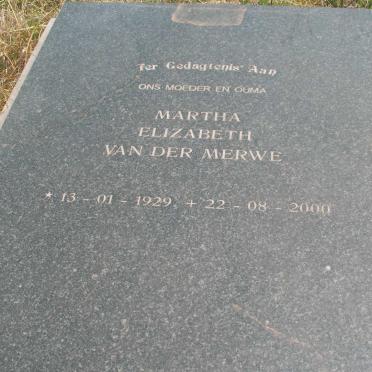 Ter Gedagtenis Aan
ONS MOEDER EN OUMA
MARTHA
ELIZABETH
VAN DER MERWE
* 13 - 01 - 1929 + 22 - 08 - 2000